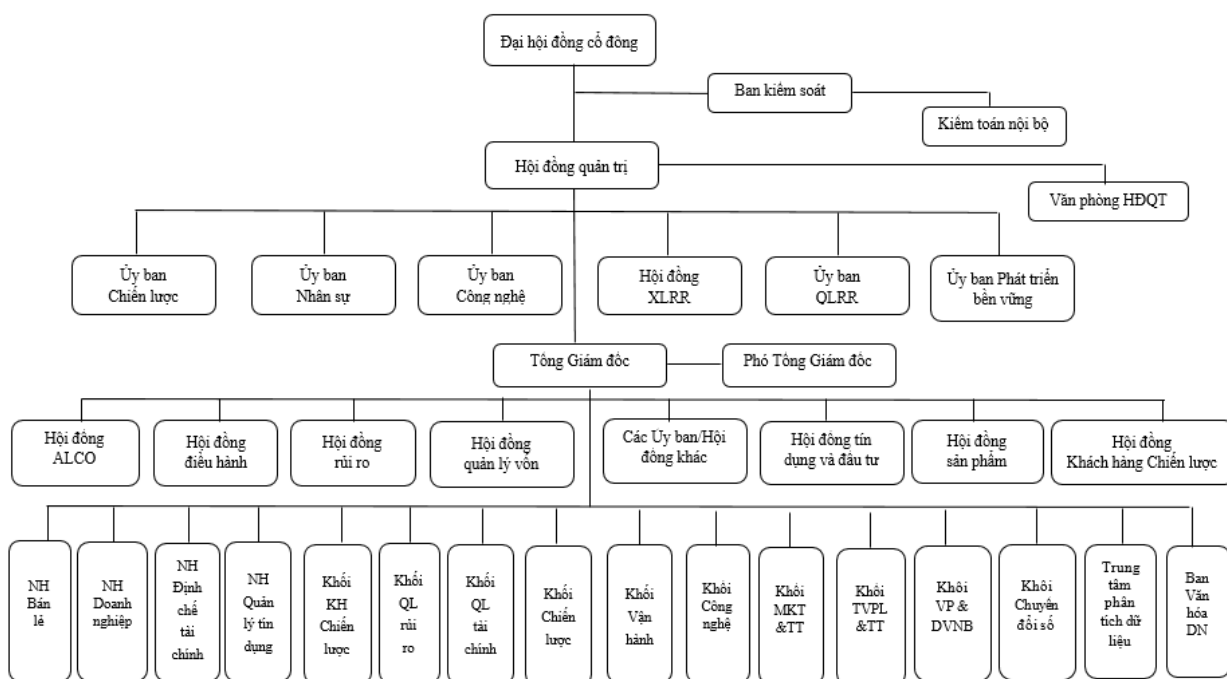 Đại hội đồng cổ đông
Ban kiểm soát
Kiểm toán nội bộ
Hội đồng quản trị
Văn phòng HĐQT
Ủy ban
Chiến lược
Ủy ban
Nhân sự
Ủy ban
Công nghệ
Hội đồng
XLRR
Ủy ban
QLRR
Ủy ban Phát triển
bền vững
Tổng Giám đốc
Phó Tổng Giám đốc
Hội đồng
ALCO
Hội đồng
điều hành
Hội đồng
rủi ro
Hội đồng
quản lý vốn
Các Ủy ban/Hội
đồng khác
Hội đồng tín
dụng và đầu tư
Hội đồng
sản phẩm
Hội đồng
Khách hàng Chiến lược
NH
Bán
lẻ
NH
Doanh
nghiệp
NH
Định
chế
tài
chính
NH
Quản
lý tín
dụng
Khối
KH
Chiến
lược
Khối
QL
rủi
ro
Khối
QL
tài
chính
Khối
Chiến
lược
Khối
Vận
hành
Khối
Công
nghệ
Khối
MKT
&TT
Khối
TVPL
&TT
Khối
VP &
DVNB
Khối
Chuyển
đổi số
Trung
tâm
phân
tích dữ
liệu
Ban
Văn
hóa
DN